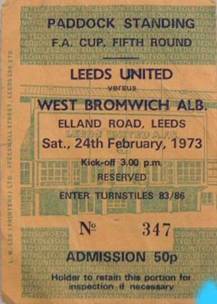 PADDOCK STANDING
F.A. CUP, FIFTH ROUND
LEEDS UNITED
versus
WEST BROMWICH ALB.
ELLAND ROAD, LEEDS
Sat., 24th February, 1973
Kick-off 3.00 p.m.
RESERVED
ENTER TURNSTILES 83/86
No 347
ADMISSION 50p
Holder to retain this portion for
inspection if necessary